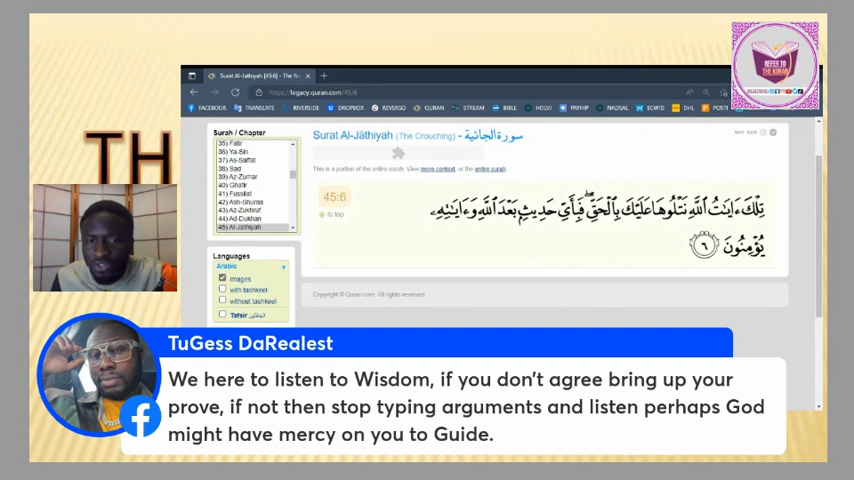 TH
REFER TO
THE KORAN
Surat Al-Jathiyah [45:6] - The No
https://legacy.quran.com/45/6
FACEBOOK TRANSLATE RIVERSIDE DROPBOX REVERSO QURAN STREAM BIBLE PAYHIP NADSAL ECWID DHL POSTI
Surah / Chapter
35) Fatir
36) Ya-Sin
37) As-Saffat
38) Sad
39) Az-Zumar
40) Ghafir
41) Fussilat
42) Ash-Shuraa
43) Az-Zukhruf
44) Ad-Dukhan
45) Al-Jathiyah
Languages
Arabic
images
with tashkeel
without tashkeel
Tafsir
Surat Al-Jāthiyah (The Crouching) - سورة الجاثية
This is a portion of the entire surah. View more context, or the entire surah.
45:6
to top
تِلْكَ ءَايَٰتُ ٱللَّهِ نَتْلُوهَا عَلَيْكَ بِٱلْحَقِّ ۖ فَبِأَىِّ حَدِيثٍۭ بَعْدَ ٱللَّهِ وَءَايَٰتِهِۦ
يُؤْمِنُونَ ٦
Copyright © Quran.com. All rights reserved.
TuGess DaRealest
We here to listen to Wisdom, if you don't agree bring up your
prove, if not then stop typing arguments and listen perhaps God
might have mercy on you to Guide.